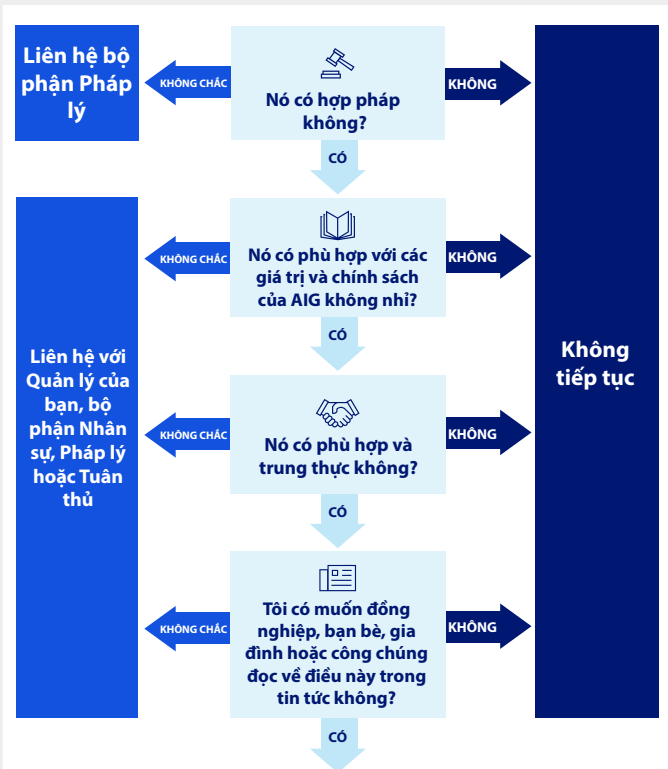 Liên hệ bộ
phận Pháp
lý
KHÔNG CHẮC
Nó có hợp pháp
không?
KHÔNG
CÓ
KHÔNG CHẮC
Nó có phù hợp với các
giá trị và chính sách
của AIG không nhỉ?
KHÔNG
CÓ
Liên hệ với
Quản lý của
bạn, bộ
phận Nhân
sự, Pháp lý
hoặc Tuân
thủ
Không
tiếp tục
KHÔNG CHẮC
Nó có phù hợp và
trung thực không?
KHÔNG
CÓ
KHÔNG CHẮC
Tôi có muốn đồng
nghiệp, bạn bè, gia
đình hoặc công chúng
đọc về điều này trong
tin tức không?
KHÔNG
CÓ